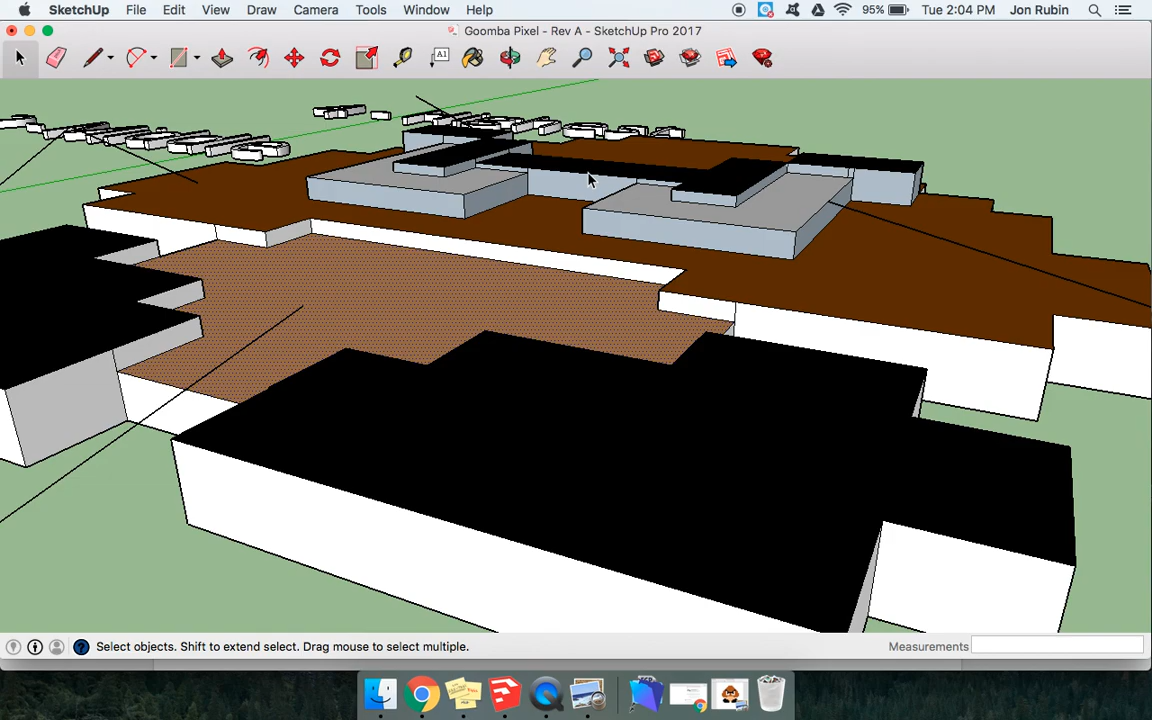 SketchUp File Edit View Draw Camera Tools Window Help 95% Tue 2:04 PM Jon Rubin
Goomba Pixel - Rev A - SketchUp Pro 2017
A1
Select objects. Shift to extend select. Drag mouse to select multiple. Measurements